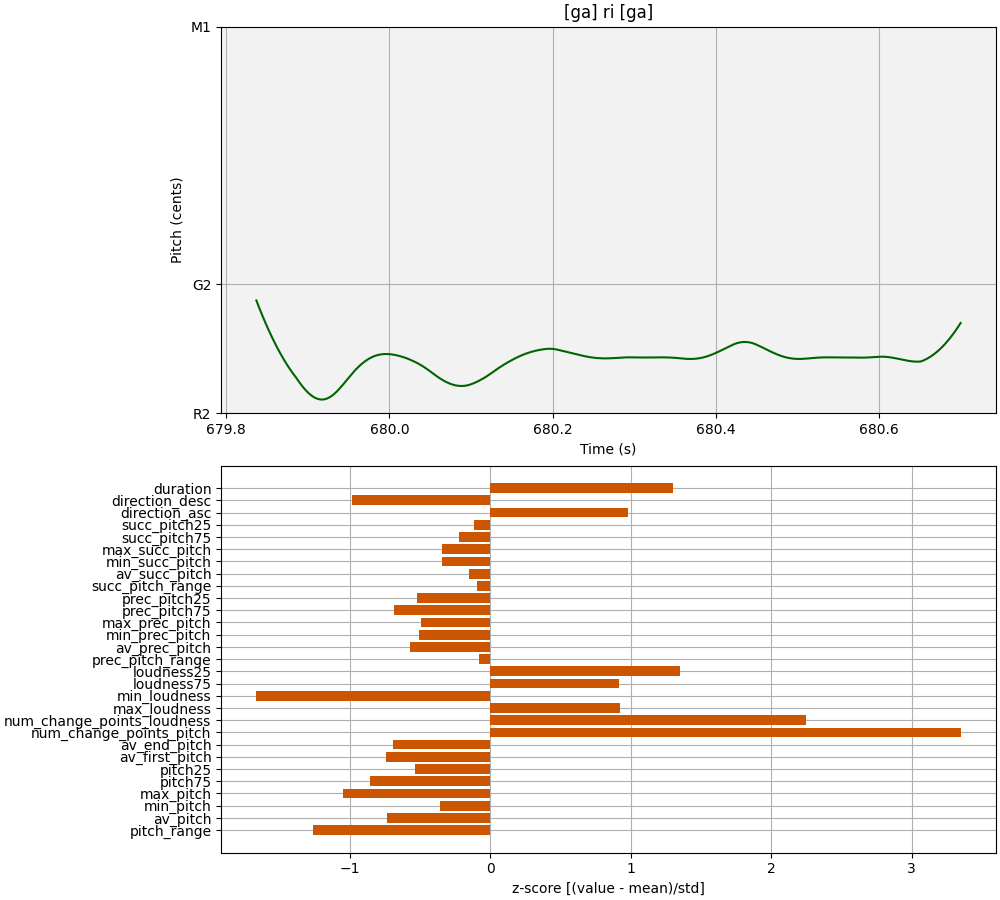 [ga] ri [ga]
M1
G2
R2
Pitch (cents)
679.8 680.0 680.2 680.4 680.6
Time (s)
duration
direction_desc
direction_asc
succ_pitch25
succ_pitch75
max_succ_pitch
min_succ_pitch
av_succ_pitch
succ_pitch_range
prec_pitch25
prec_pitch75
max_prec_pitch
min_prec_pitch
av_prec_pitch
prec_pitch_range
loudness25
loudness75
min_loudness
max_loudness
num_change_points_loudness
num_change_points_pitch
av_end_pitch
av_first_pitch
pitch25
pitch75
max_pitch
min_pitch
av_pitch
pitch_range
−1 0 1 2 3
z-score [(value - mean)/std]